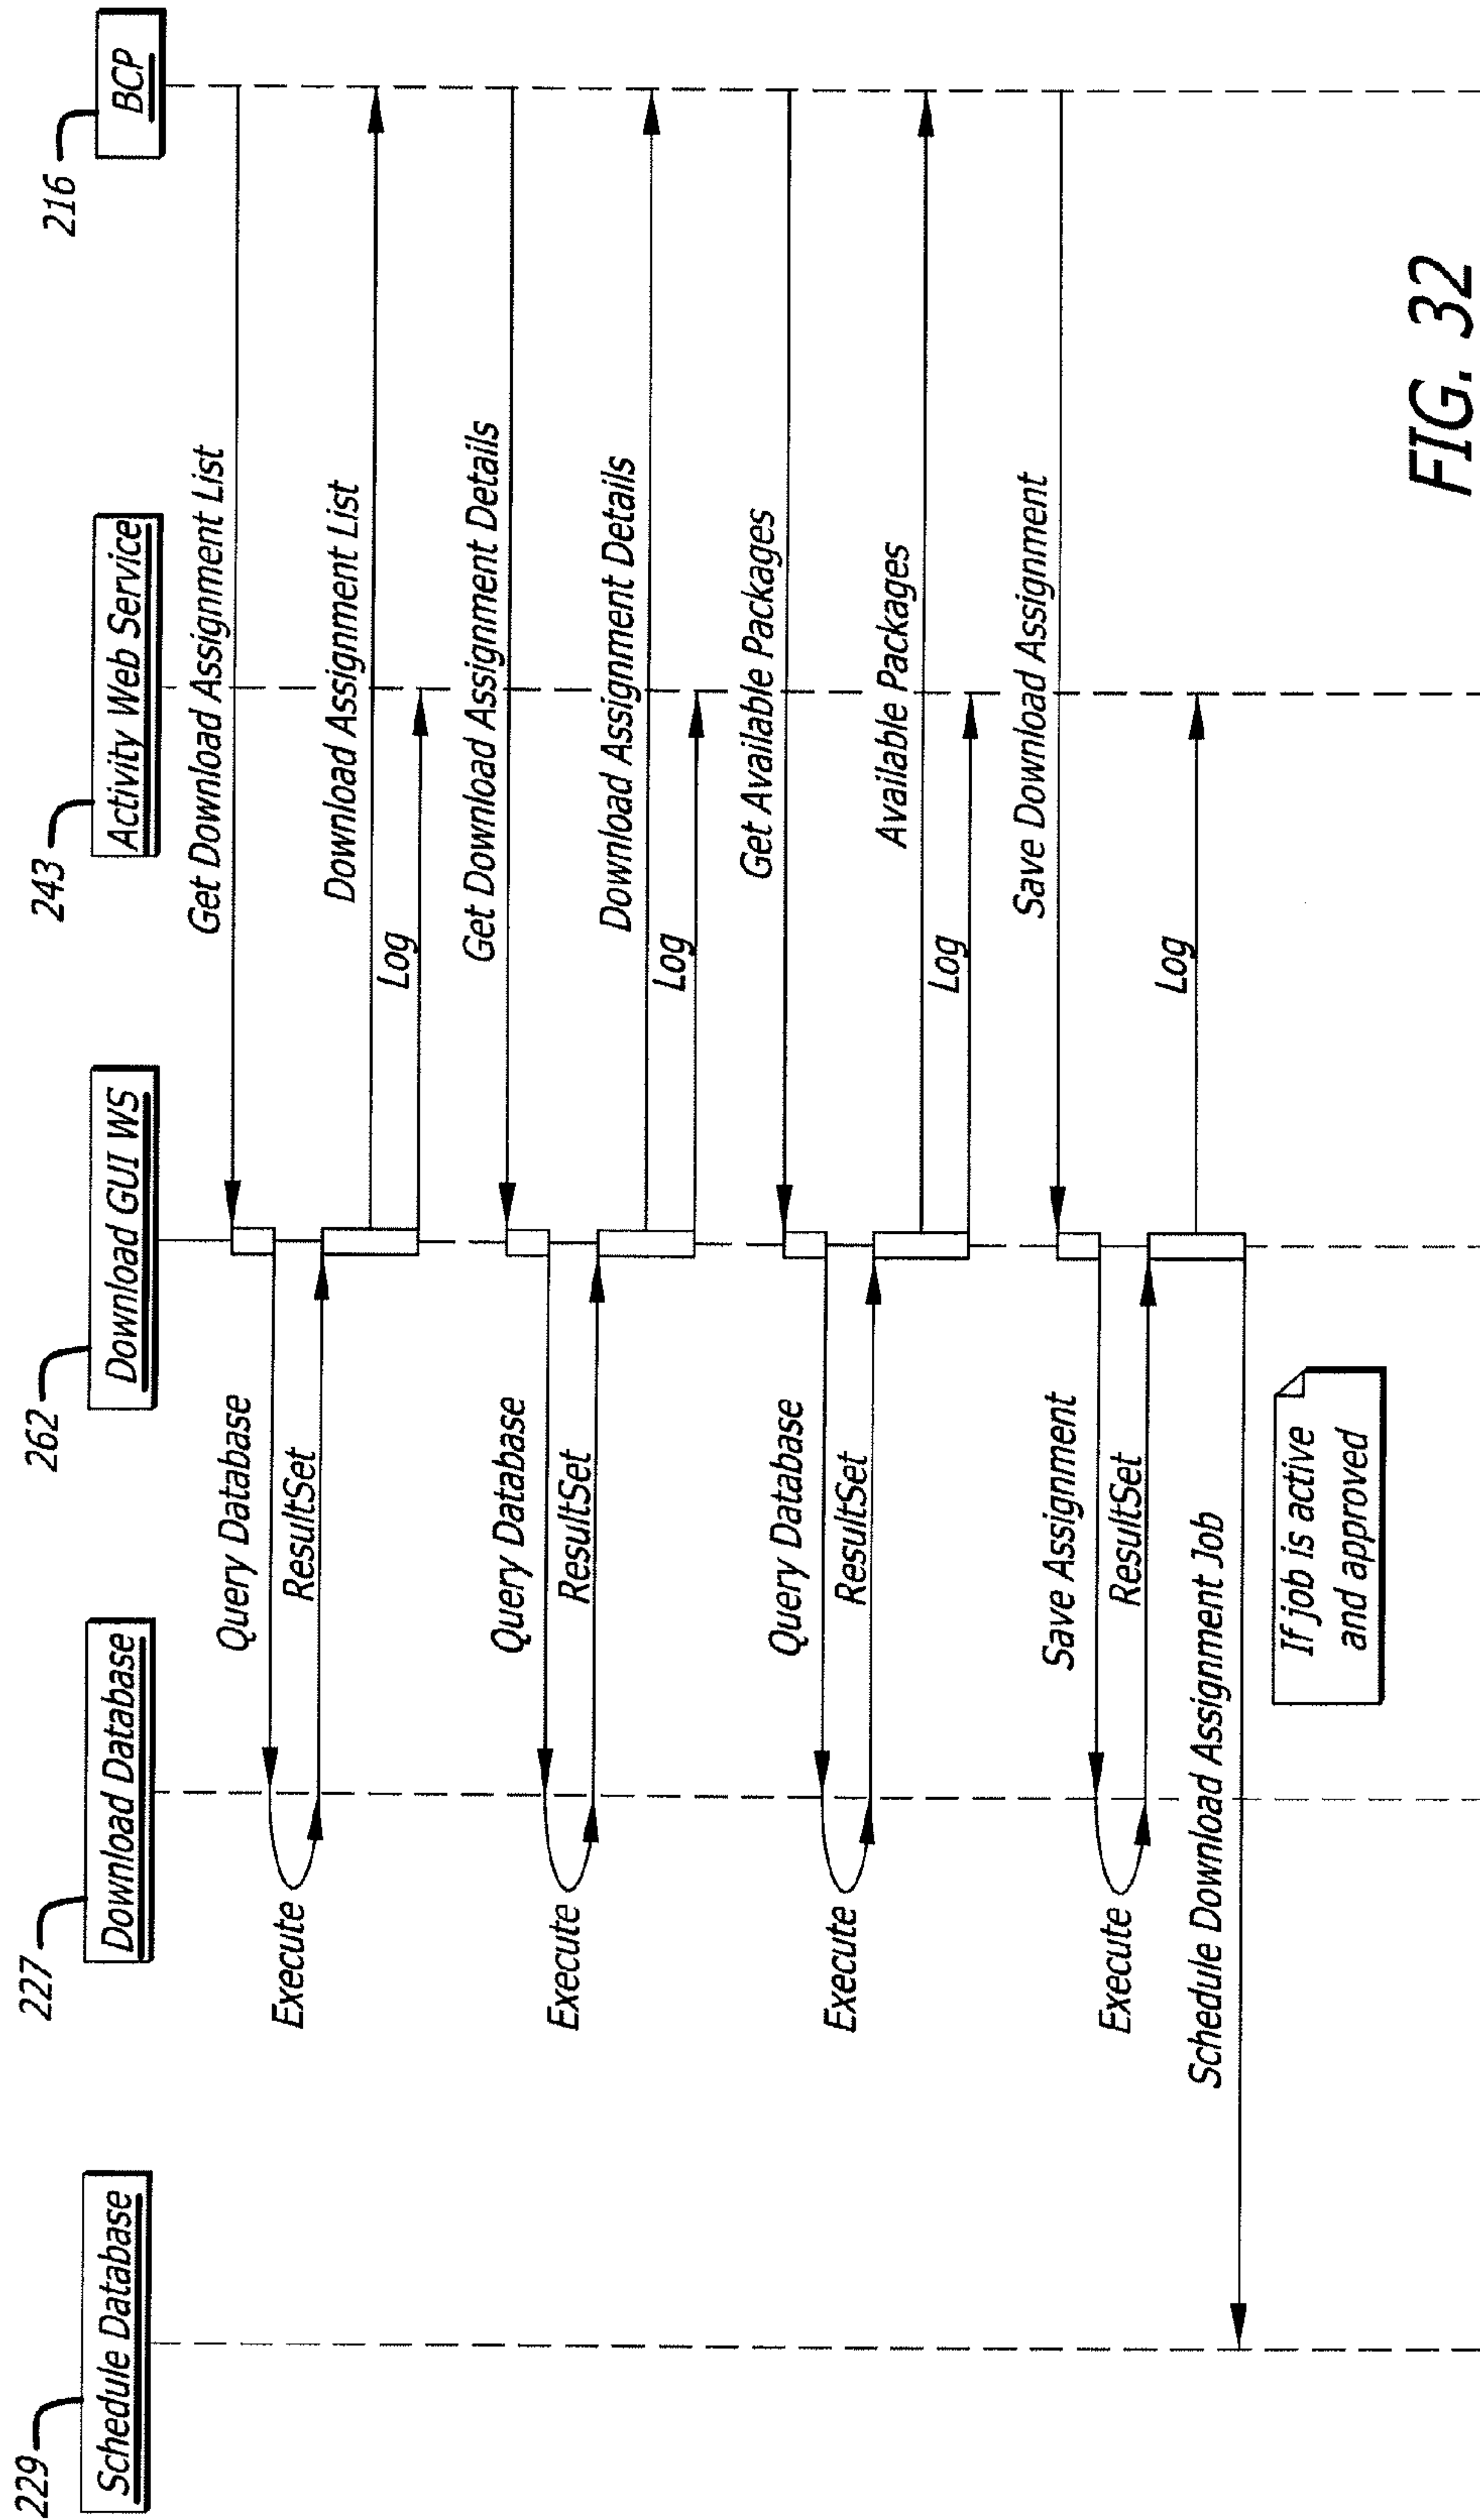 229
227
262
243
216
Schedule Database
Download Database
Download GUI WS
Activity Web Service
BCP
Get Download Assignment List
Query Database
Execute
ResultSet
Download Assignment List
Log
Get Download Assignment Details
Query Database
Execute
ResultSet
Download Assignment Details
Log
Get Available Packages
Query Database
Execute
ResultSet
Available Packages
Log
Save Download Assignment
Save Assignment
Execute
ResultSet
Log
Schedule Download Assignment Job
If job is active
and approved
FIG. 32